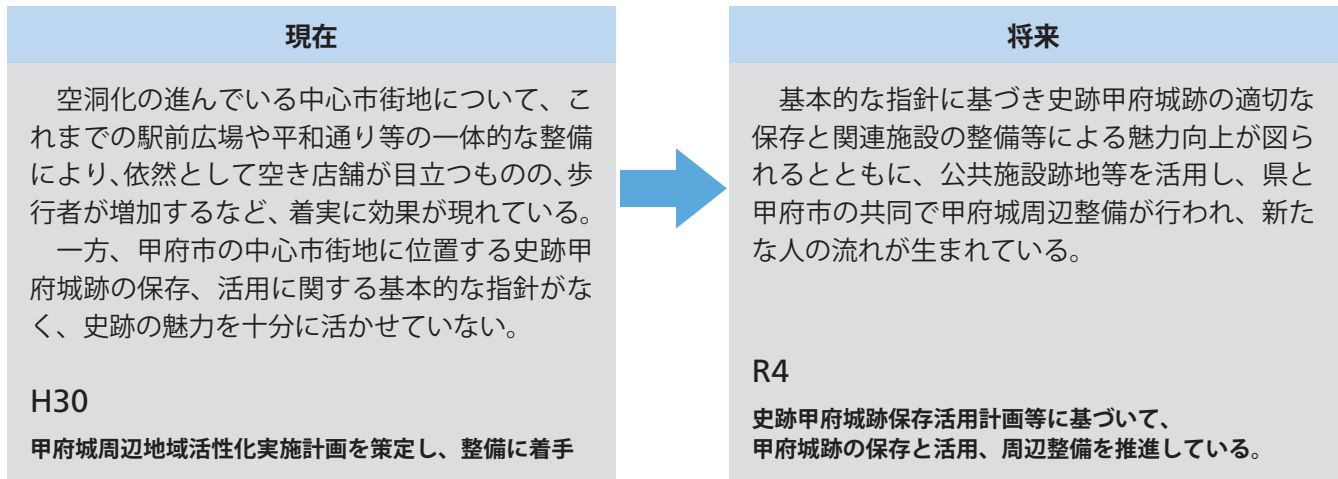 現在
　空洞化の進んでいる中心市街地について、こ
れまでの駅前広場や平和通り等の一体的な整備
により、依然として空き店舗が目立つものの、歩
行者が増加するなど、着実に効果が現れている。
　一方、甲府市の中心市街地に位置する史跡甲
府城跡の保存、活用に関する基本的な指針がな
く、史跡の魅力を十分に活かせていない。
H30
甲府城周辺地域活性化実施計画を策定し、整備に着手
将来
　基本的な指針に基づき史跡甲府城跡の適切な
保存と関連施設の整備等による魅力向上が図ら
れるとともに、公共施設跡地等を活用し、県と
甲府市の共同で甲府城周辺整備が行われ、新た
な人の流れが生まれている。
R4
史跡甲府城跡保存活用計画等に基づいて、
甲府城跡の保存と活用、周辺整備を推進している。